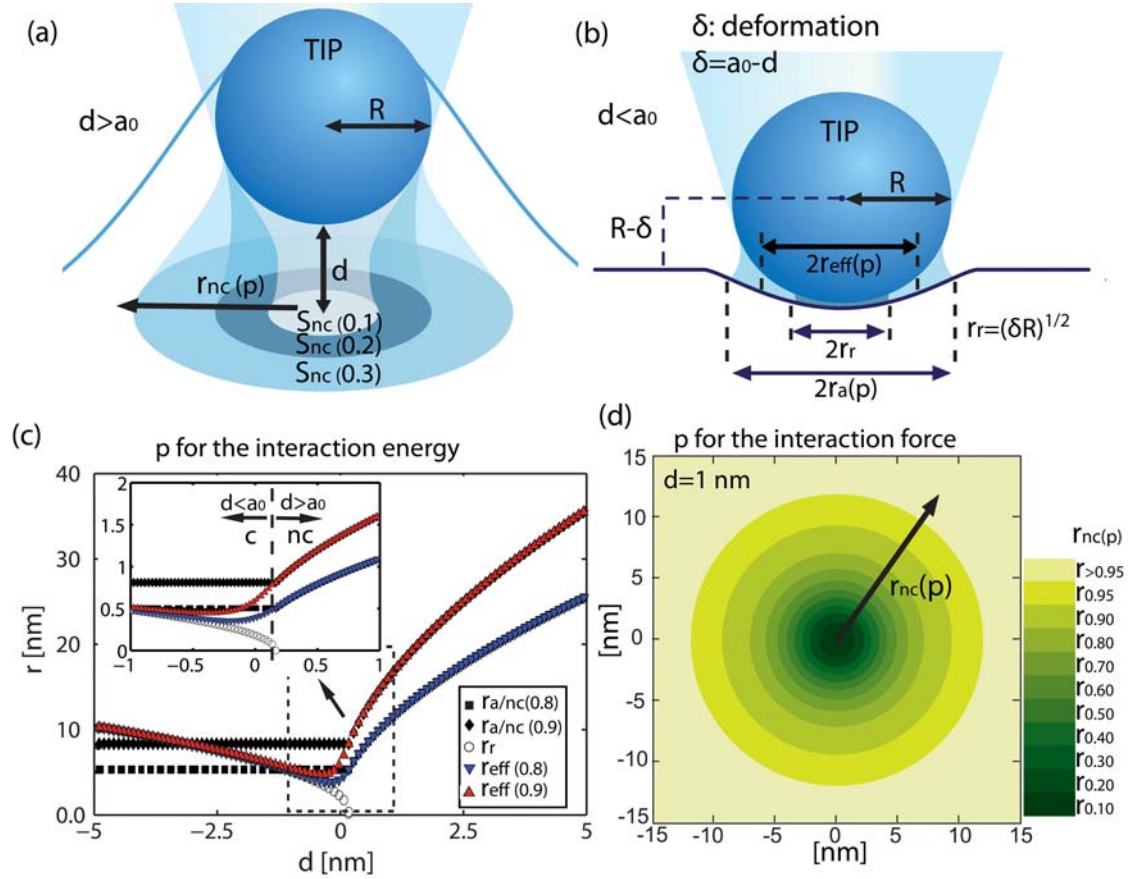 (a)
TIP
R
d>a₀
d
rnc(p)
Snc(0.1)
Snc(0.2)
Snc(0.3)
(b)
δ: deformation
δ=a₀-d
d<a₀
TIP
R
R-δ
2reff(p)
rr=(δR)^1/2
2rr
2ra(p)
(c)
p for the interaction energy
r [nm]
40
30
20
10
0.0
-5
-2.5
0
2.5
5
d [nm]
2
1.5
1
0.5
0
-1
-0.5
0
0.5
1
d<a₀ d>a₀
c nc
ra/nc(0.8)
ra/nc(0.9)
rr
reff(0.8)
reff(0.9)
(d)
p for the interaction force
d=1 nm
rnc(p)
[nm]
15
10
5
0
-5
-10
-15
-15 -10 -5 0 5 10 15
[nm]
rnc(p)
r>0.95
r0.95
r0.90
r0.80
r0.70
r0.60
r0.50
r0.40
r0.30
r0.20
r0.10